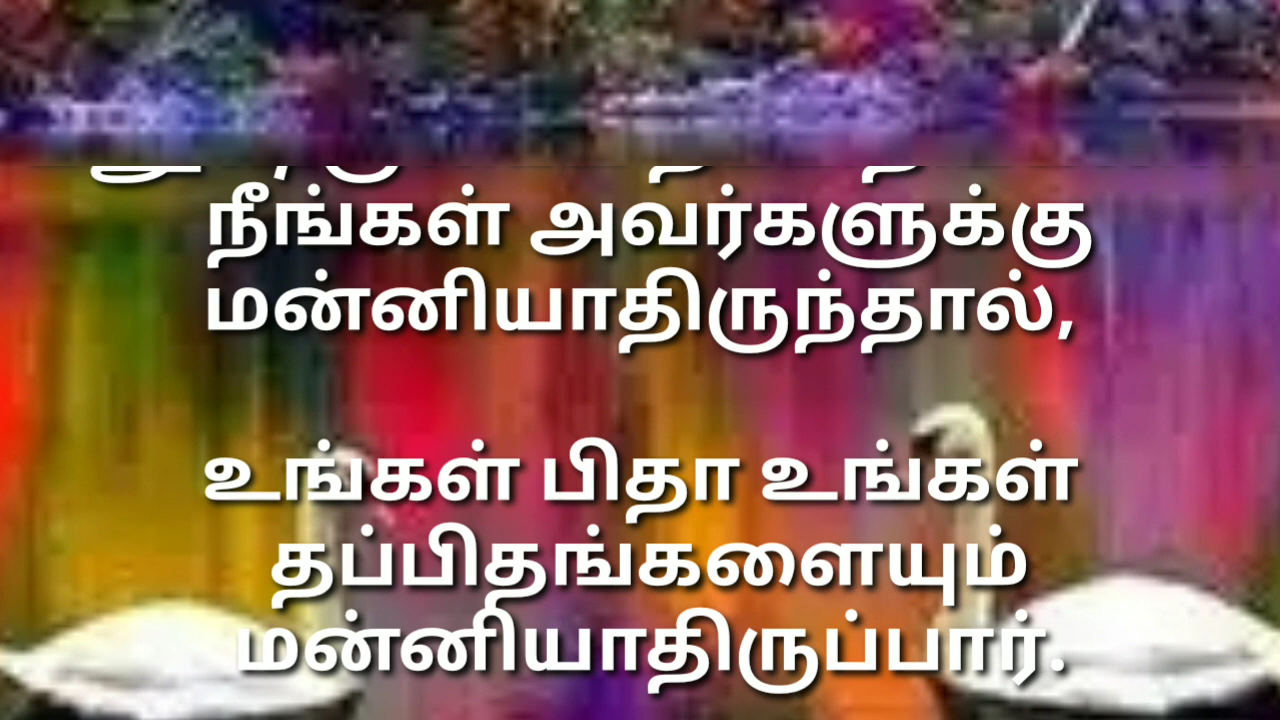 நீங்கள் அவர்களுக்கு
மன்னியாதிருந்தால்,
உங்கள் பிதா உங்கள்
தப்பிதங்களையும்
மன்னியாதிருப்பார்.